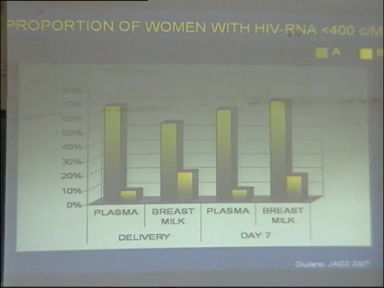 PROPORTION OF WOMEN WITH HIV-RNA <400 c/M
A B
80%
70%
60%
50%
40%
30%
20%
10%
0%
PLASMA BREAST MILK PLASMA BREAST MILK
DELIVERY DAY 7
Giuliano, JAIDS 2007